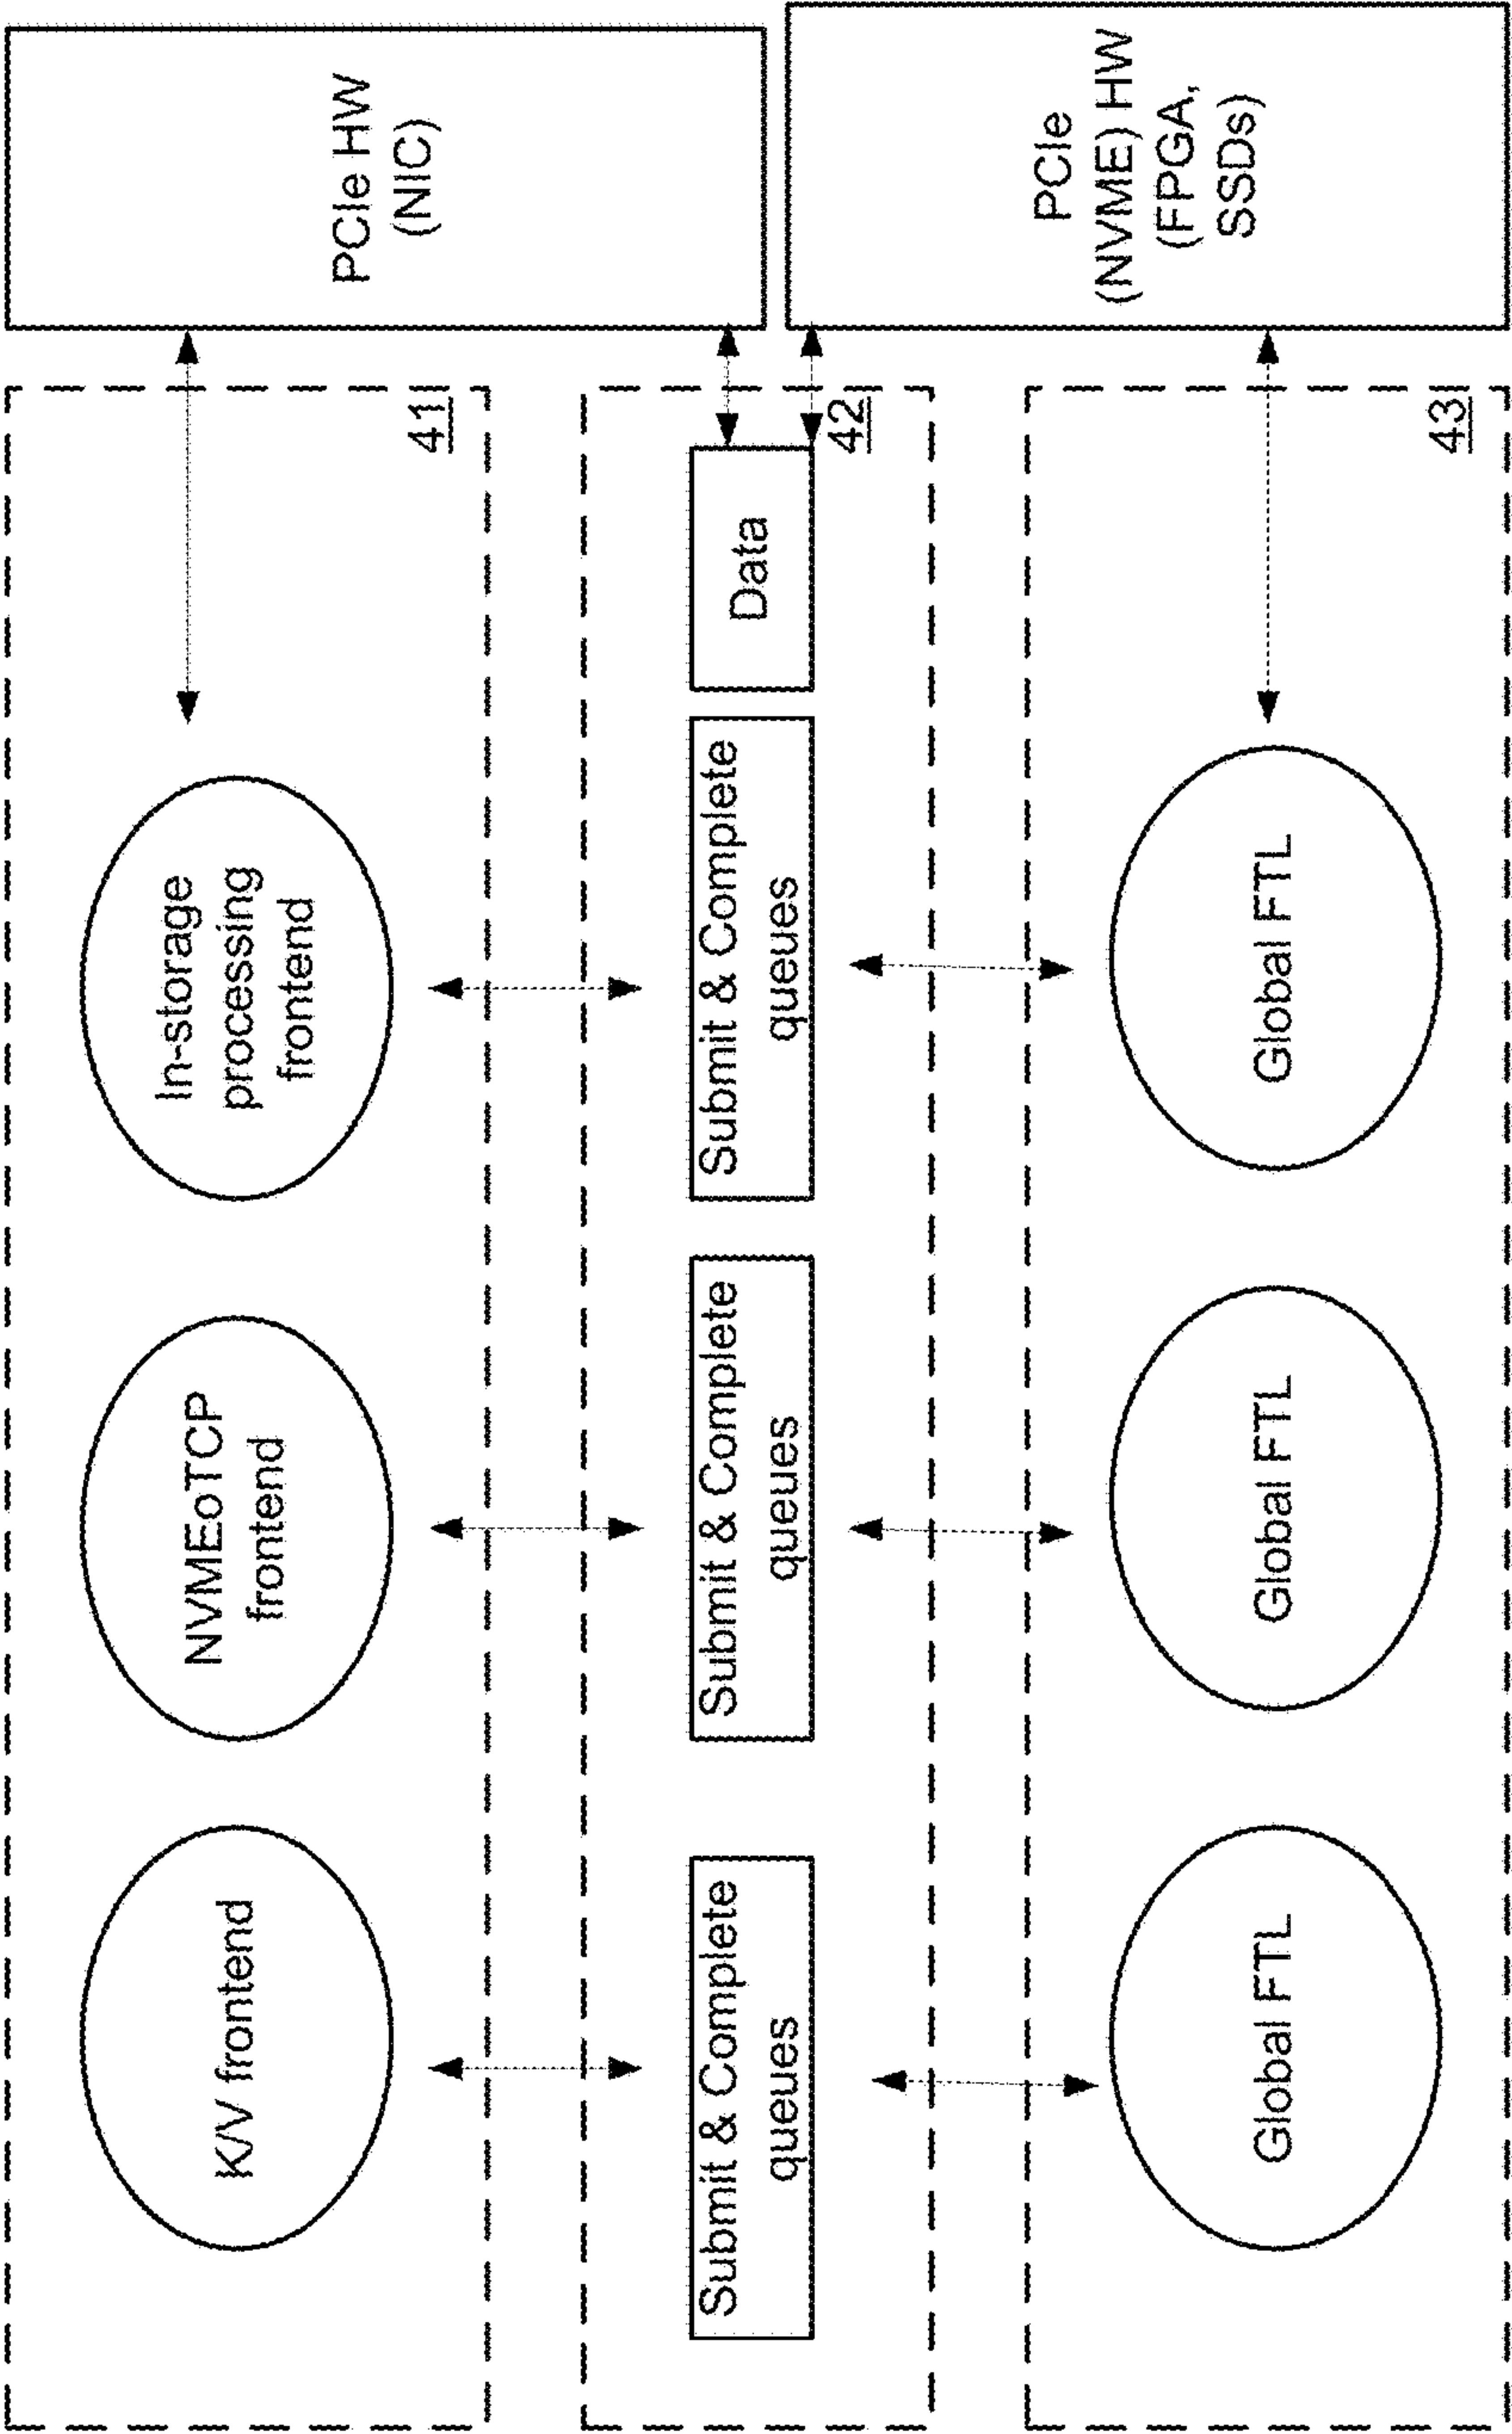 K/V frontend
NVMEoTCP
frontend
In-storage
processing
frontend
41
PCIe HW
(NIC)
Submit & Complete
queues
Submit & Complete
queues
Submit & Complete
queues
Data
42
PCIe
(NVME) HW
(FPGA,
SSDs)
Global FTL
Global FTL
Global FTL
43